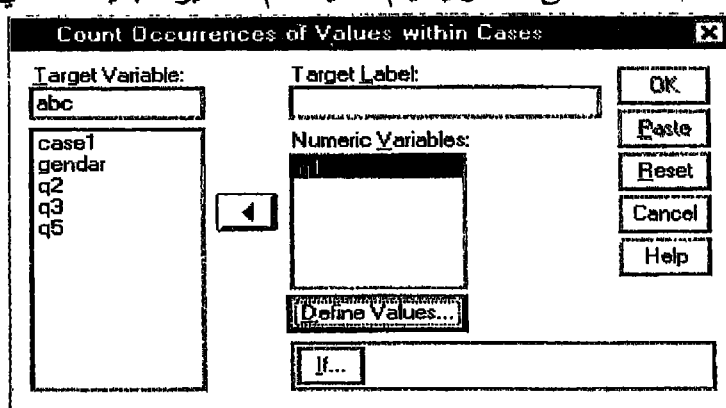 Count Occurrences of Values within Cases
Target Variable:
abc
Target Label:
case1
gendar
q2
q3
q5
Numeric Variables:
q1
Define Values...
If...
OK
Paste
Reset
Cancel
Help